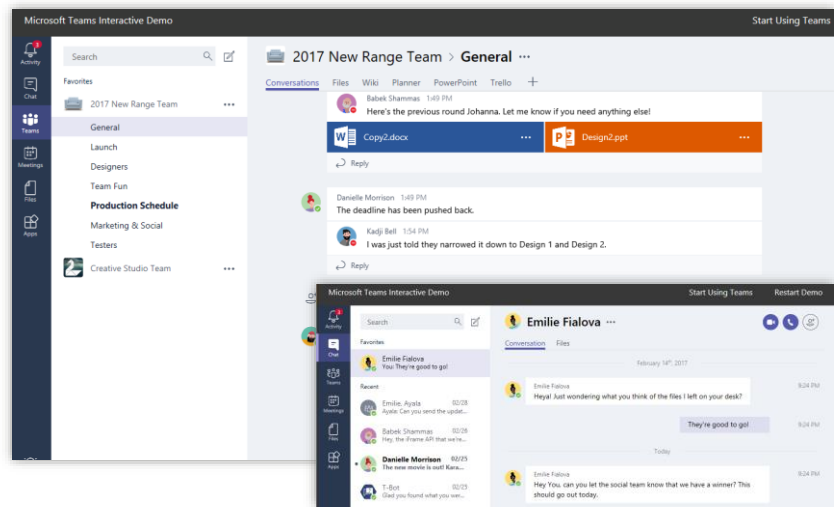 Microsoft Teams Interactive Demo
Start Using Teams
3
Activity
Chat
Teams
Meetings
Files
Apps
Search
Favorites
2017 New Range Team •••
General
Launch
Designers
Team Fun
Production Schedule
Marketing & Social
Testers
Creative Studio Team •••
2017 New Range Team > General •••
Conversations Files Wiki Planner PowerPoint Trello +
Babek Shammas 1:49 PM
Here's the previous round Johanna. Let me know if you need anything else!
W Copy2.docx •••
P Design2.ppt •••
Reply
Danielle Morrison 1:49 PM
The deadline has been pushed back.
Kadji Bell 1:54 PM
I was just told they narrowed it down to Design 1 and Design 2.
Reply
Microsoft Teams Interactive Demo
Start Using Teams
Restart Demo
3
Activity
Chat
Teams
Meetings
Files
Apps
Search
Favorites
Emilie Fialova
You: They're good to go!
Recent
Emilie, Ayala 02/28
Ayala: Can you send the updat...
Babek Shammas 02/28
Hey, the iFrame API that we're...
Danielle Morrison 02/25
The new movie is out! Kara...
T-Bot 02/25
Glad you found what you wer...
Emilie Fialova •••
Conversation Files
February 14th, 2017
Emilie Fialova 9:24 PM
Heya! Just wondering what you think of the files I left on your desk?
They're good to go! 9:24 PM
Today
Emilie Fialova 9:24 PM
Hey You, can you let the social team know that we have a winner? This
should go out today.